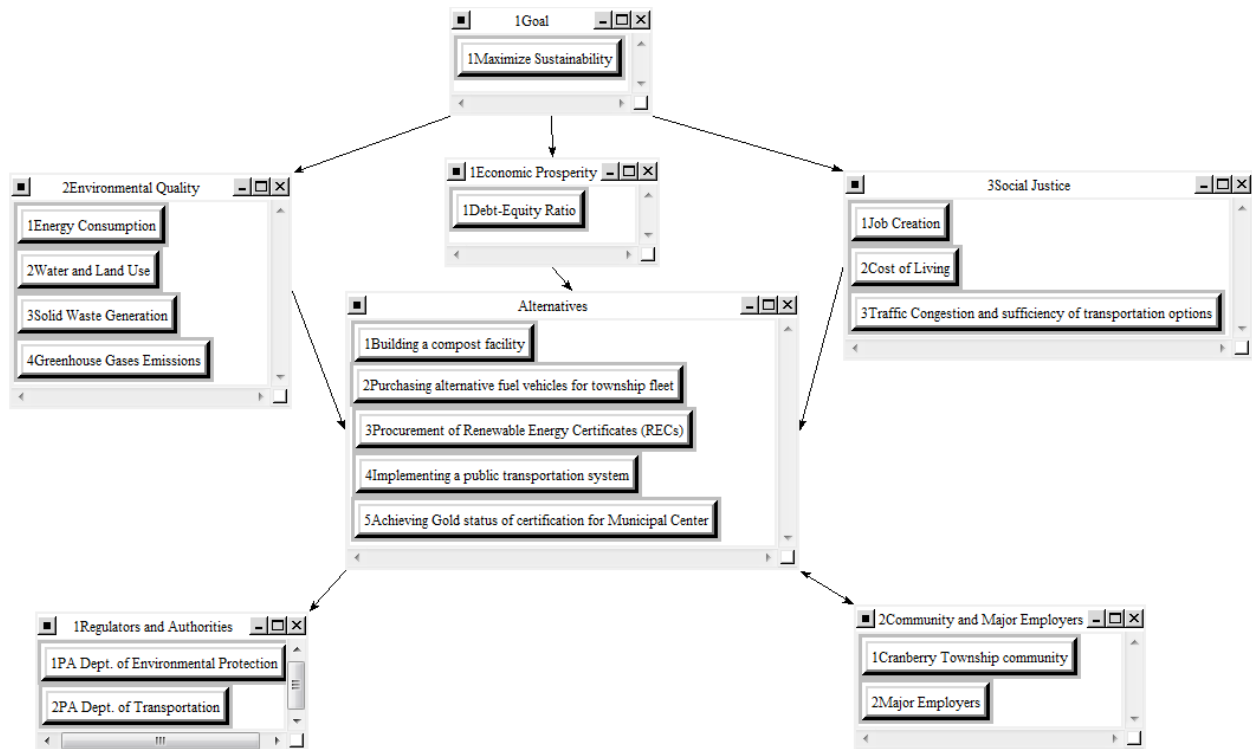 1Goal
1Maximize Sustainability
2Environmental Quality
1Energy Consumption
2Water and Land Use
3Solid Waste Generation
4Greenhouse Gases Emissions
1Economic Prosperity
1Debt-Equity Ratio
3Social Justice
1Job Creation
2Cost of Living
3Traffic Congestion and sufficiency of transportation options
Alternatives
1Building a compost facility
2Purchasing alternative fuel vehicles for township fleet
3Procurement of Renewable Energy Certificates (RECs)
4Implementing a public transportation system
5Achieving Gold status of certification for Municipal Center
1Regulators and Authorities
1PA Dept. of Environmental Protection
2PA Dept. of Transportation
2Community and Major Employers
1Cranberry Township community
2Major Employers